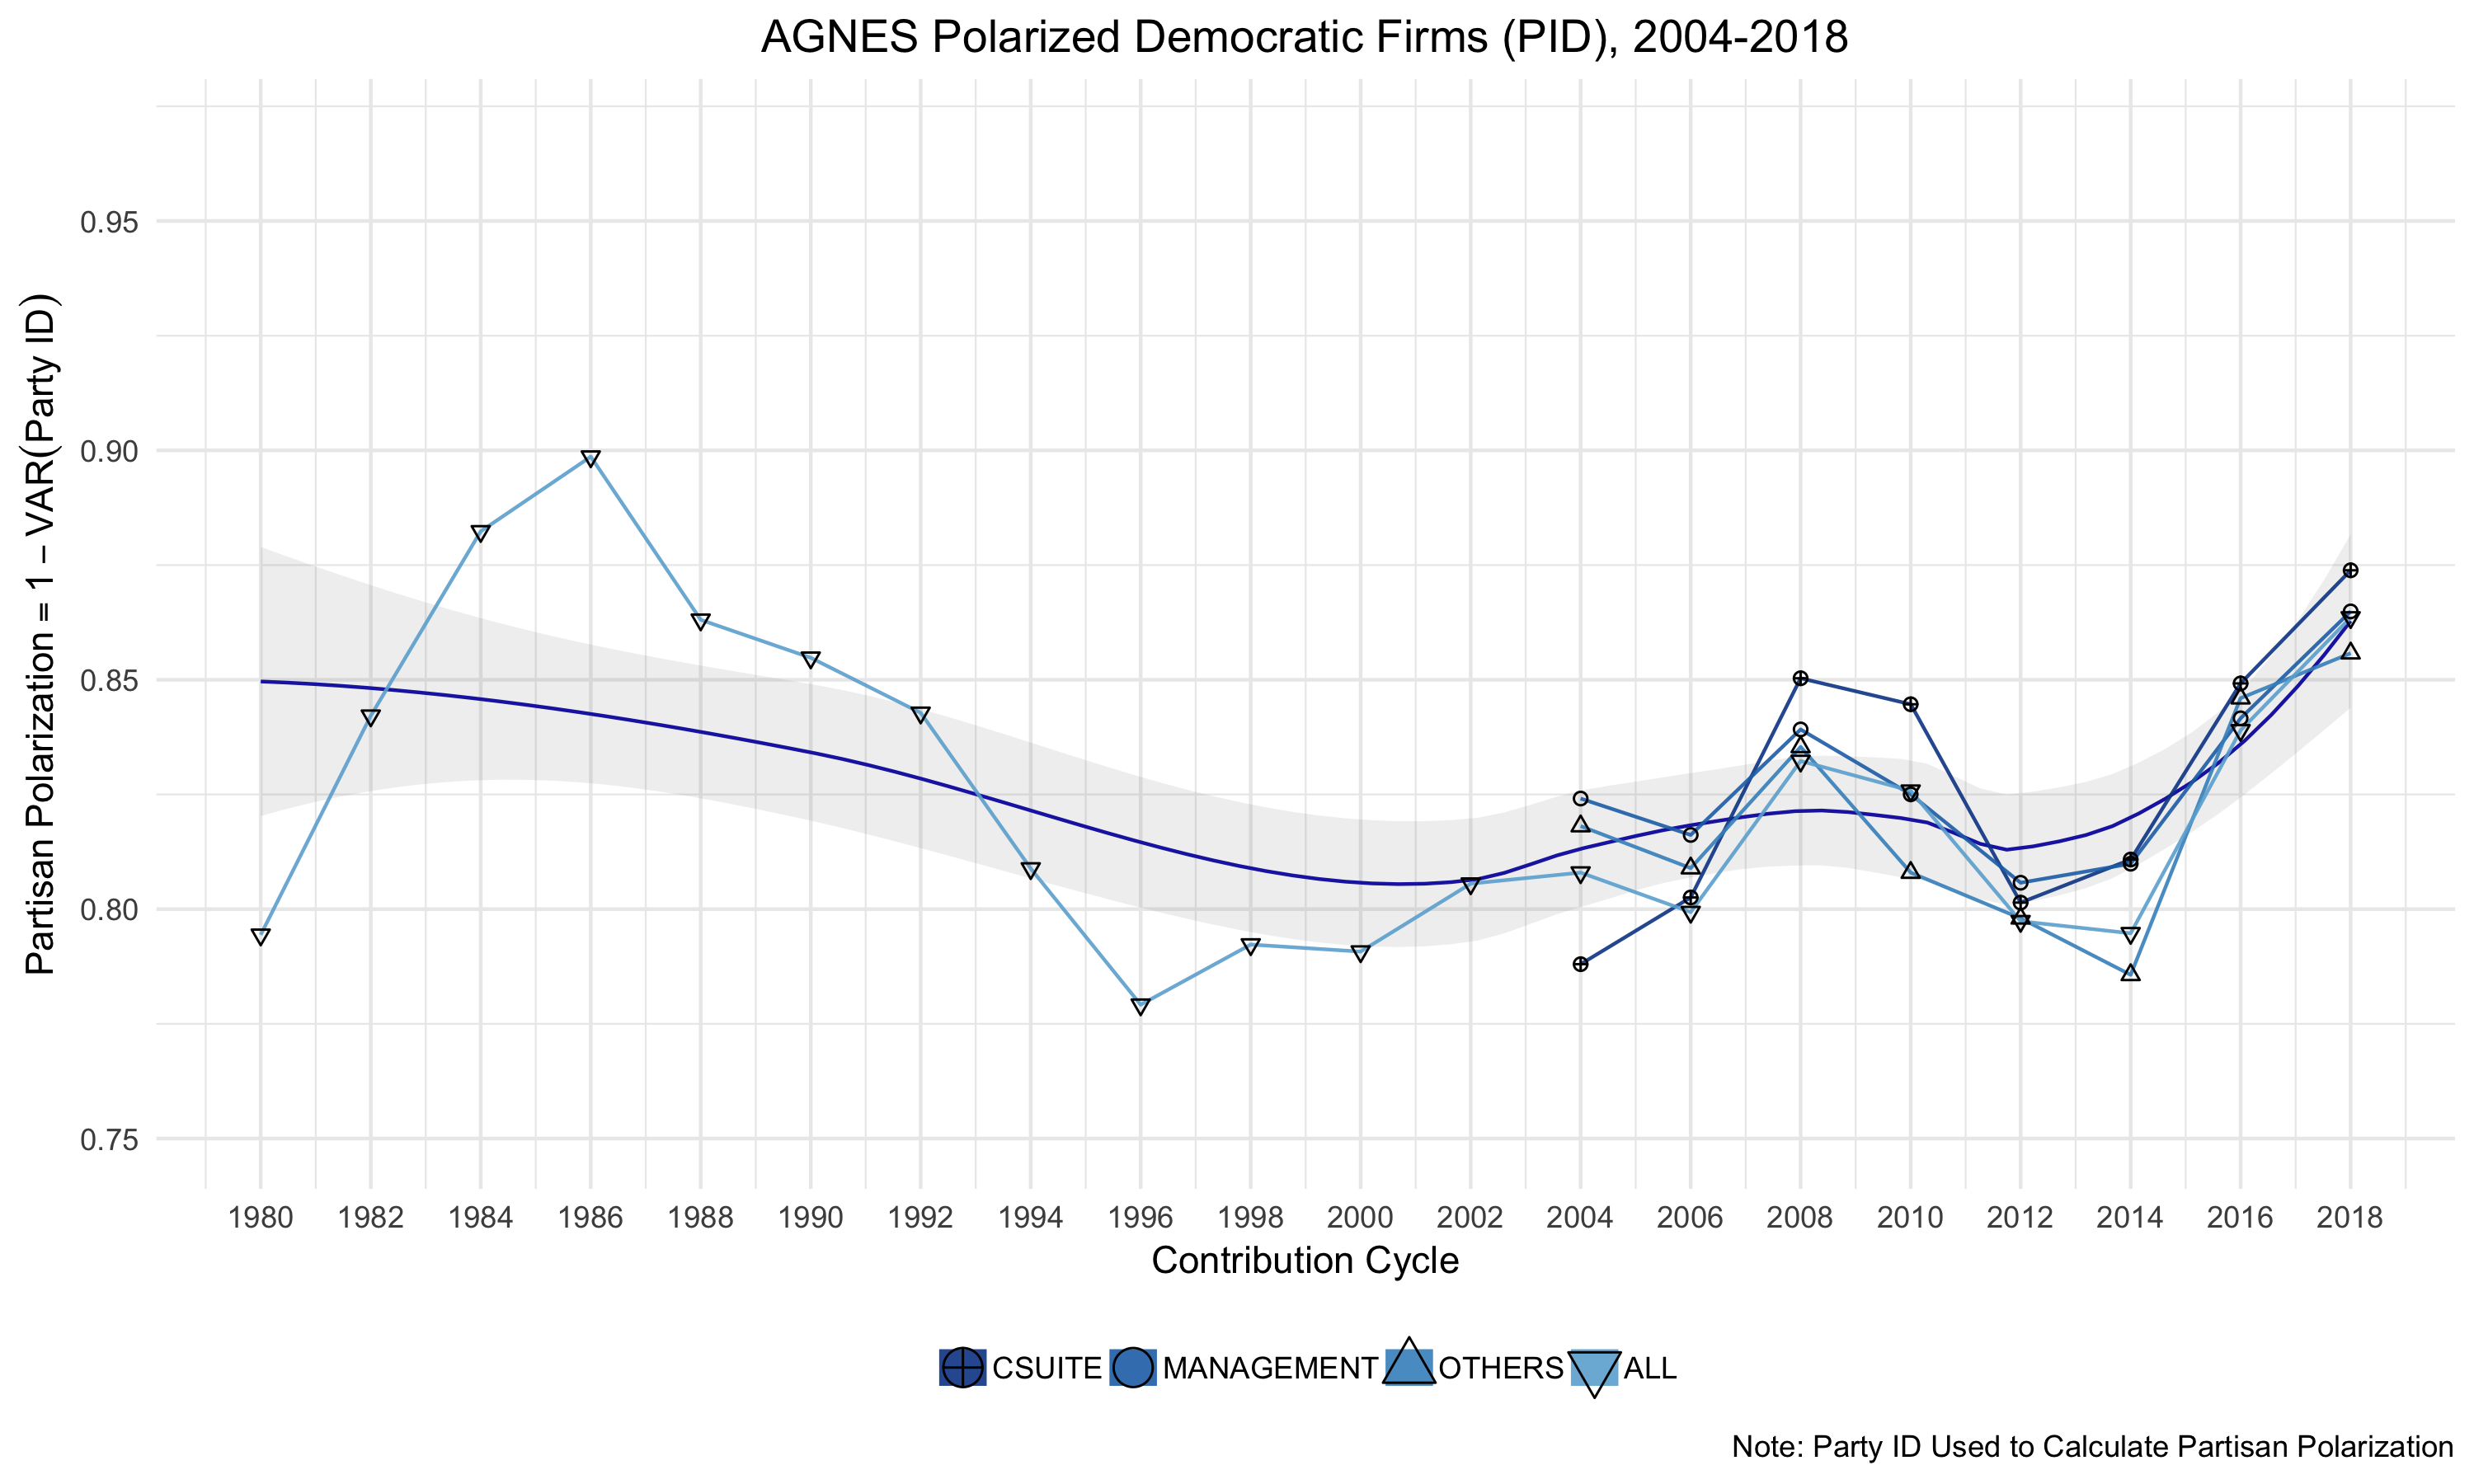 AGNES Polarized Democratic Firms (PID), 2004-2018
Partisan Polarization = 1 – VAR(Party ID)
0.95
0.90
0.85
0.80
0.75
1980 1982 1984 1986 1988 1990 1992 1994 1996 1998 2000 2002 2004 2006 2008 2010 2012 2014 2016 2018
Contribution Cycle
CSUITE MANAGEMENT OTHERS ALL
Note: Party ID Used to Calculate Partisan Polarization